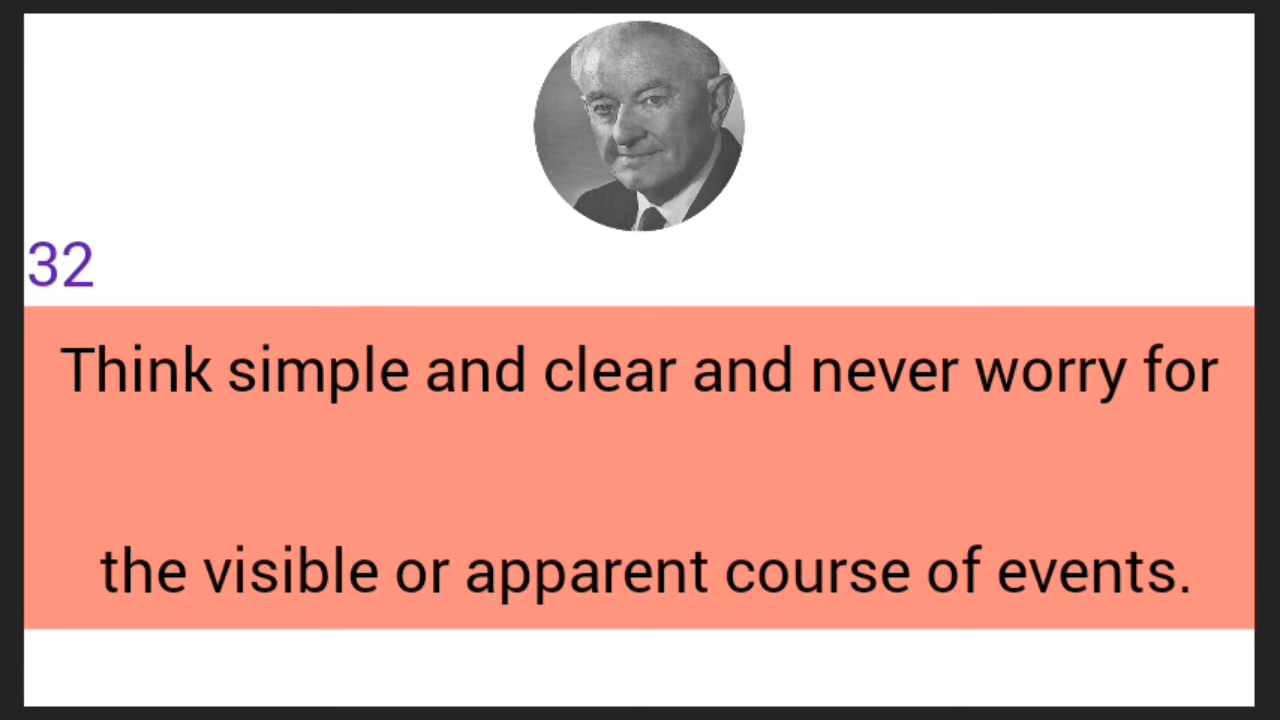 32
Think simple and clear and never worry for
the visible or apparent course of events.